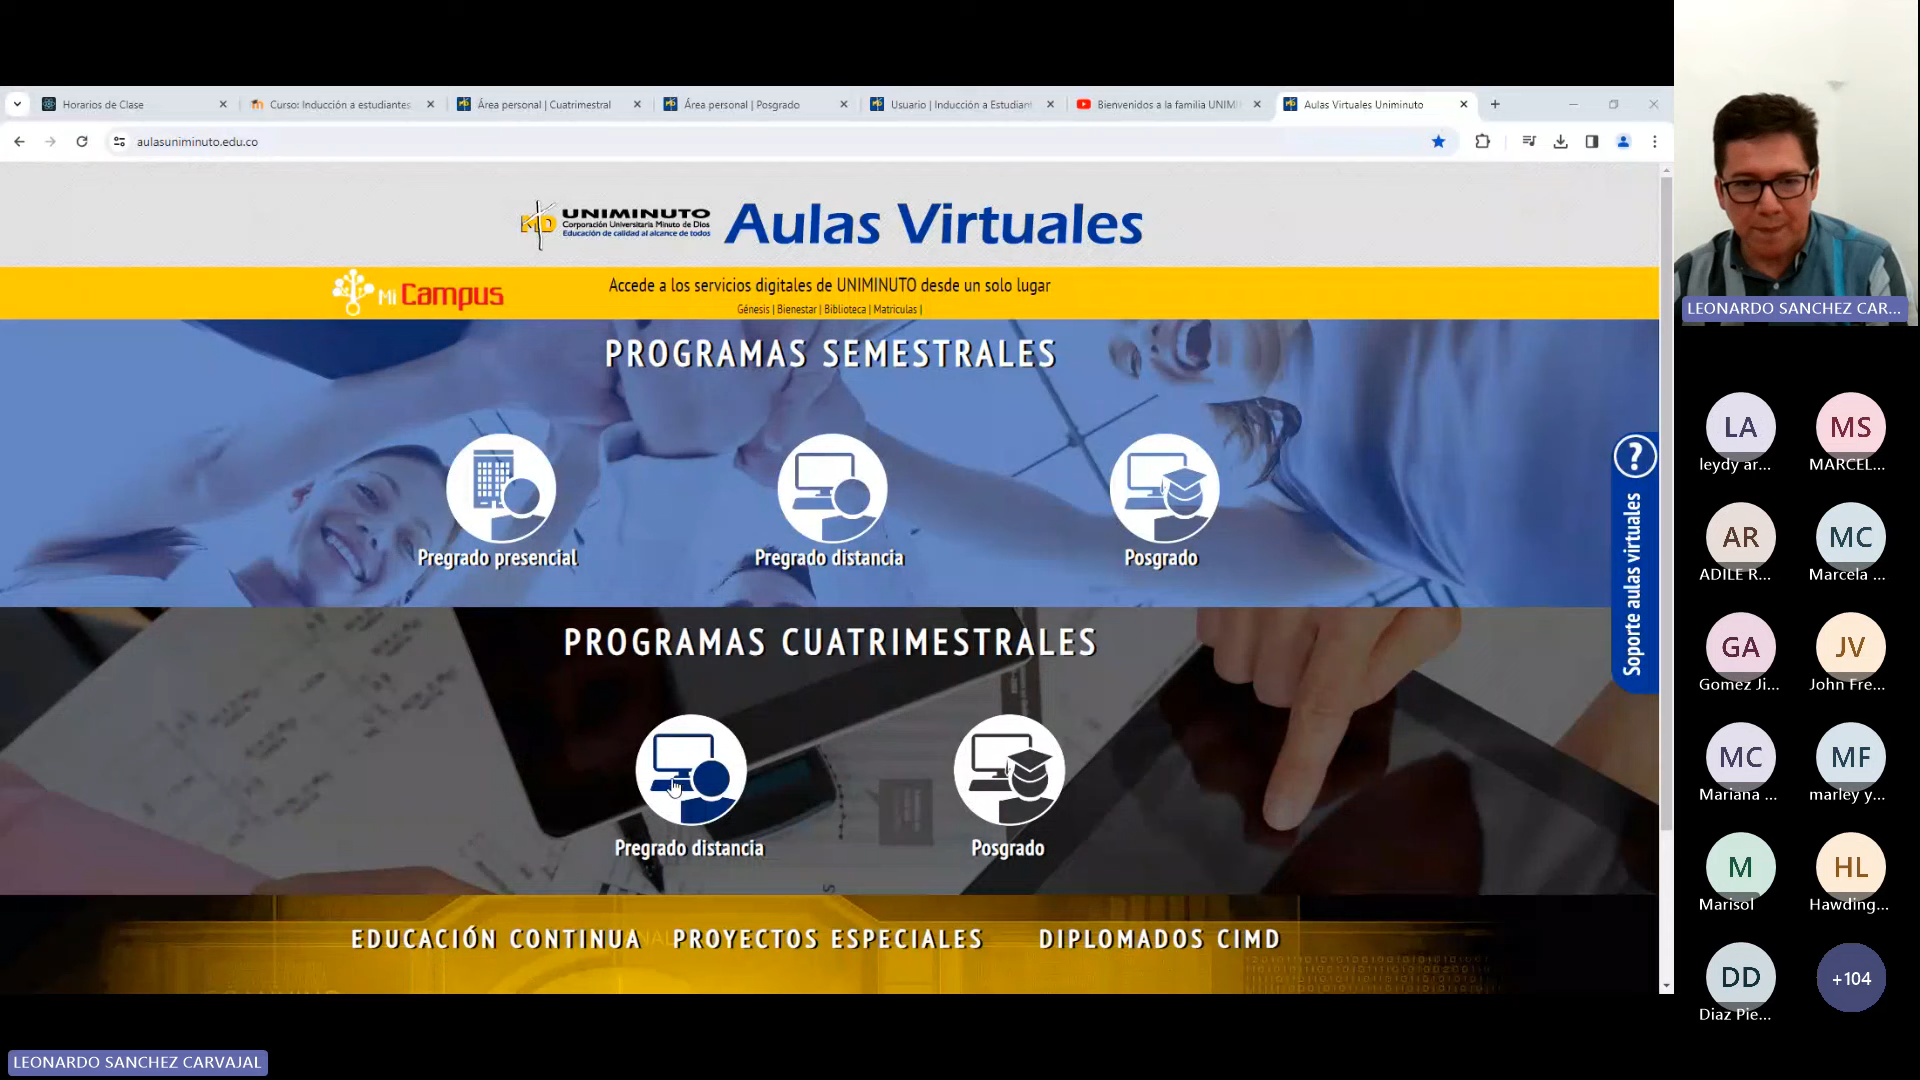 Horarios de Clase
Curso: Inducción a estudiantes
Área personal | Cuatrimestral
Área personal | Posgrado
Usuario | Inducción a Estudian
Bienvenidos a la familia UNIMI
Aulas Virtuales Uniminuto
aulasuniminuto.edu.co
MD
UNIMINUTO
Corporación Universitaria Minuto de Dios
Educación de calidad al alcance de todos
Aulas Virtuales
Mi Campus
Accede a los servicios digitales de UNIMINUTO desde un solo lugar
Génesis | Bienestar | Biblioteca | Matriculas |
PROGRAMAS SEMESTRALES
Pregrado presencial
Pregrado distancia
Posgrado
?
Soporte aulas virtuales
PROGRAMAS CUATRIMESTRALES
Pregrado distancia
Posgrado
EDUCACIÓN CONTINUA
PROYECTOS ESPECIALES
DIPLOMADOS CIMD
LEONARDO SANCHEZ CAR...
LA
leydy ar...
MS
MARCEL...
AR
ADILE R...
MC
Marcela ...
GA
Gomez Ji...
JV
John Fre...
MC
Mariana ...
MF
marley y...
M
Marisol
HL
Hawding...
DD
Diaz Pie...
+104
LEONARDO SANCHEZ CARVAJAL